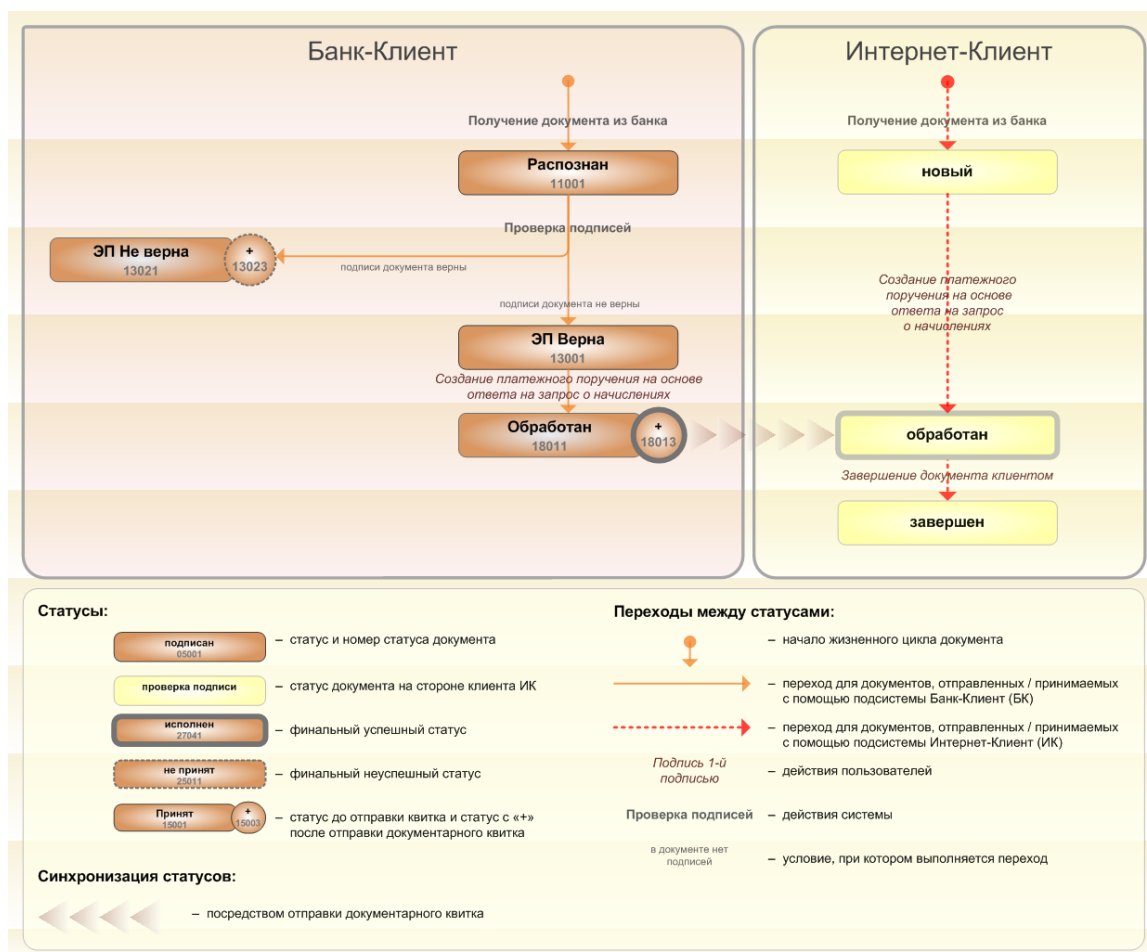 Банк-Клиент
Интернет-Клиент
Получение документа из банка
Получение документа из банка
Распознан
11001
новый
Проверка подписей
ЭП Не верна
13021
+
13023
подписи документа верны
Создание платежного
поручения на основе
ответа на запрос
о начислениях
подписи документа не верны
ЭП Верна
13001
Создание платежного поручения на основе
ответа на запрос о начислениях
Обработан
18011
+
18013
обработан
Завершение документа клиентом
завершен
Статусы:
подписан
05001
– статус и номер статуса документа
проверка подписи
– статус документа на стороне клиента ИК
исполнен
27041
– финальный успешный статус
не принят
25011
– финальный неуспешный статус
Принят
15001
+
15003
– статус до отправки квитка и статус с «+»
после отправки документарного квитка
Синхронизация статусов:
– посредством отправки документарного квитка
Переходы между статусами:
– начало жизненного цикла документа
– переход для документов, отправленных / принимаемых
с помощью подсистемы Банк-Клиент (БК)
– переход для документов, отправленных / принимаемых
с помощью подсистемы Интернет-Клиент (ИК)
Подпись 1-й
подписью
– действия пользователей
Проверка подписей
– действия системы
в документе нет
подписей
– условие, при котором выполняется переход